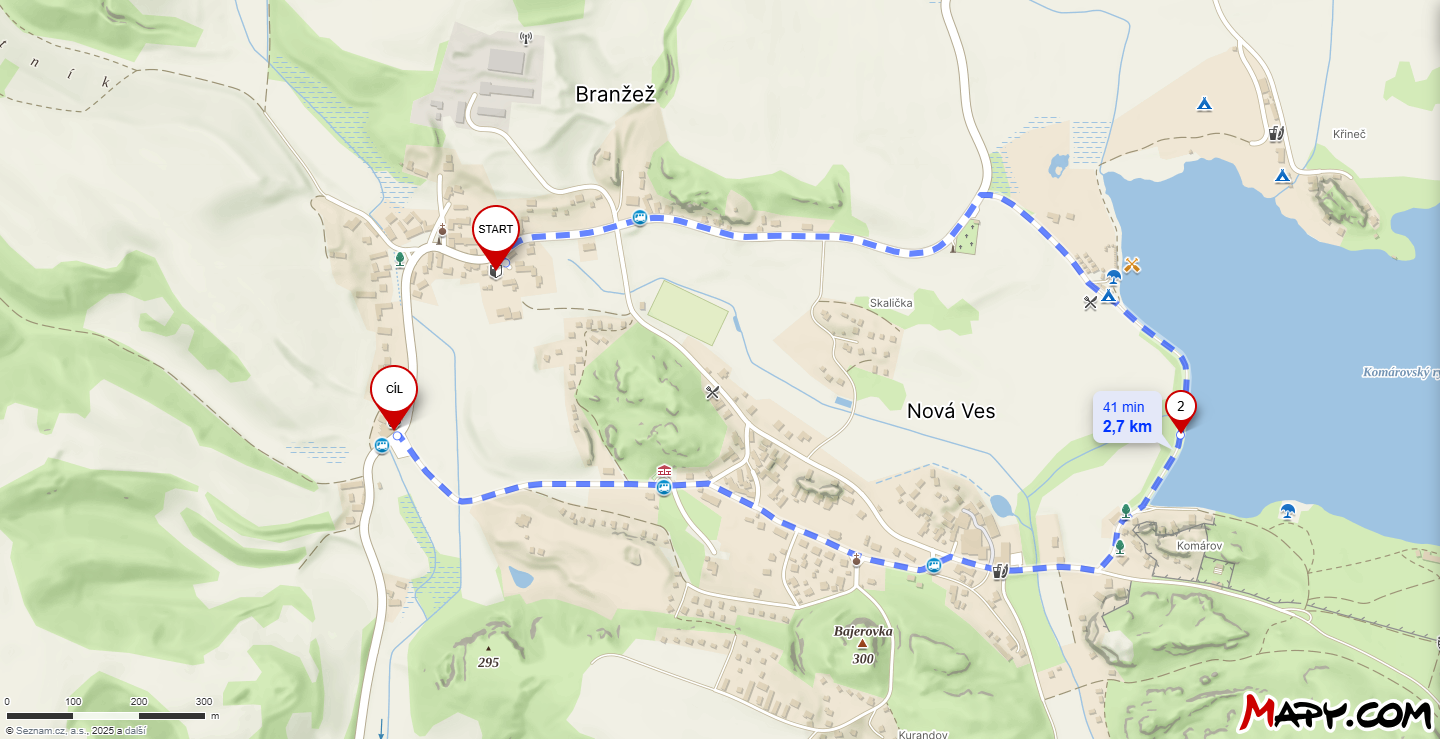 t n í k
Branžež
Křineč
START
Skalička
Komárovský ry
CÍL
Nová Ves
41 min
2,7 km
2
Komárov
Bajerovka
300
295
Kurandov
0 100 200 300 m
© Seznam.cz, a.s., 2025 a další
Mapy.com